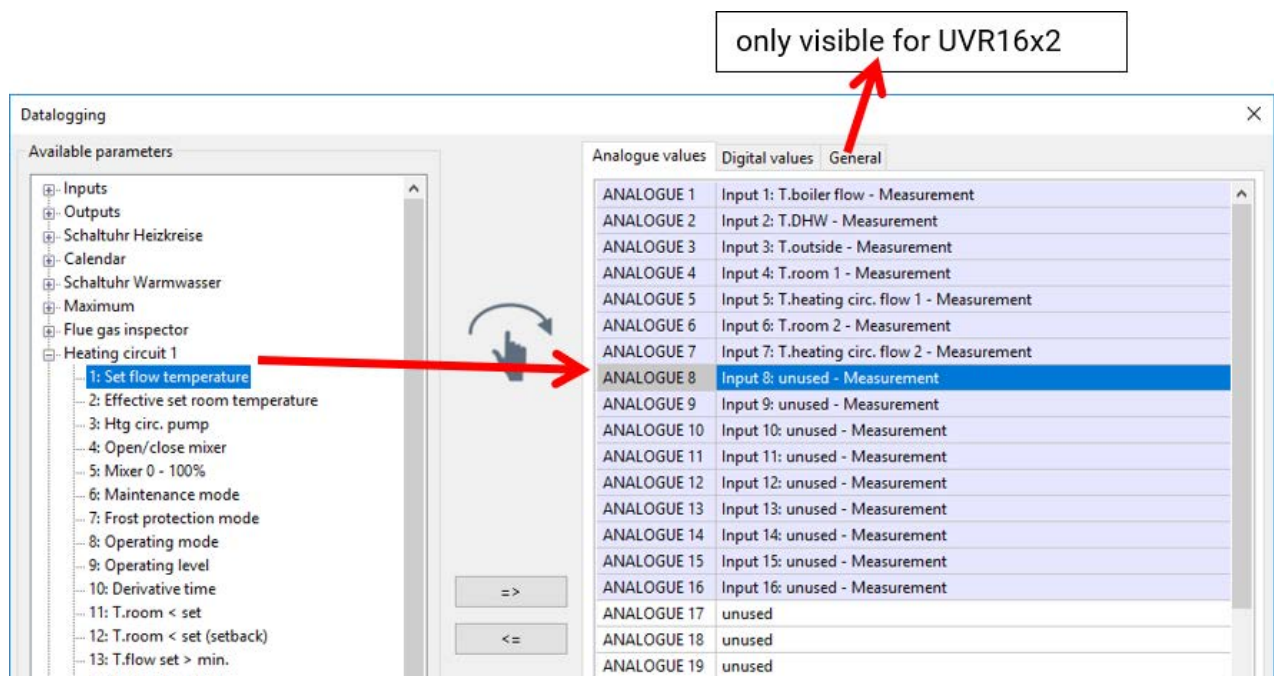 only visible for UVR16x2
Datalogging
Available parameters
Inputs
Outputs
Schaltuhr Heizkreise
Calendar
Schaltuhr Warmwasser
Maximum
Flue gas inspector
Heating circuit 1
1: Set flow temperature
2: Effective set room temperature
3: Htg circ. pump
4: Open/close mixer
5: Mixer 0 - 100%
6: Maintenance mode
7: Frost protection mode
8: Operating mode
9: Operating level
10: Derivative time
11: T.room < set
12: T.room < set (setback)
13: T.flow set > min.
=>
<=
Analogue values Digital values General
ANALOGUE 1 Input 1: T.boiler flow - Measurement
ANALOGUE 2 Input 2: T.DHW - Measurement
ANALOGUE 3 Input 3: T.outside - Measurement
ANALOGUE 4 Input 4: T.room 1 - Measurement
ANALOGUE 5 Input 5: T.heating circ. flow 1 - Measurement
ANALOGUE 6 Input 6: T.room 2 - Measurement
ANALOGUE 7 Input 7: T.heating circ. flow 2 - Measurement
ANALOGUE 8 Input 8: unused - Measurement
ANALOGUE 9 Input 9: unused - Measurement
ANALOGUE 10 Input 10: unused - Measurement
ANALOGUE 11 Input 11: unused - Measurement
ANALOGUE 12 Input 12: unused - Measurement
ANALOGUE 13 Input 13: unused - Measurement
ANALOGUE 14 Input 14: unused - Measurement
ANALOGUE 15 Input 15: unused - Measurement
ANALOGUE 16 Input 16: unused - Measurement
ANALOGUE 17 unused
ANALOGUE 18 unused
ANALOGUE 19 unused